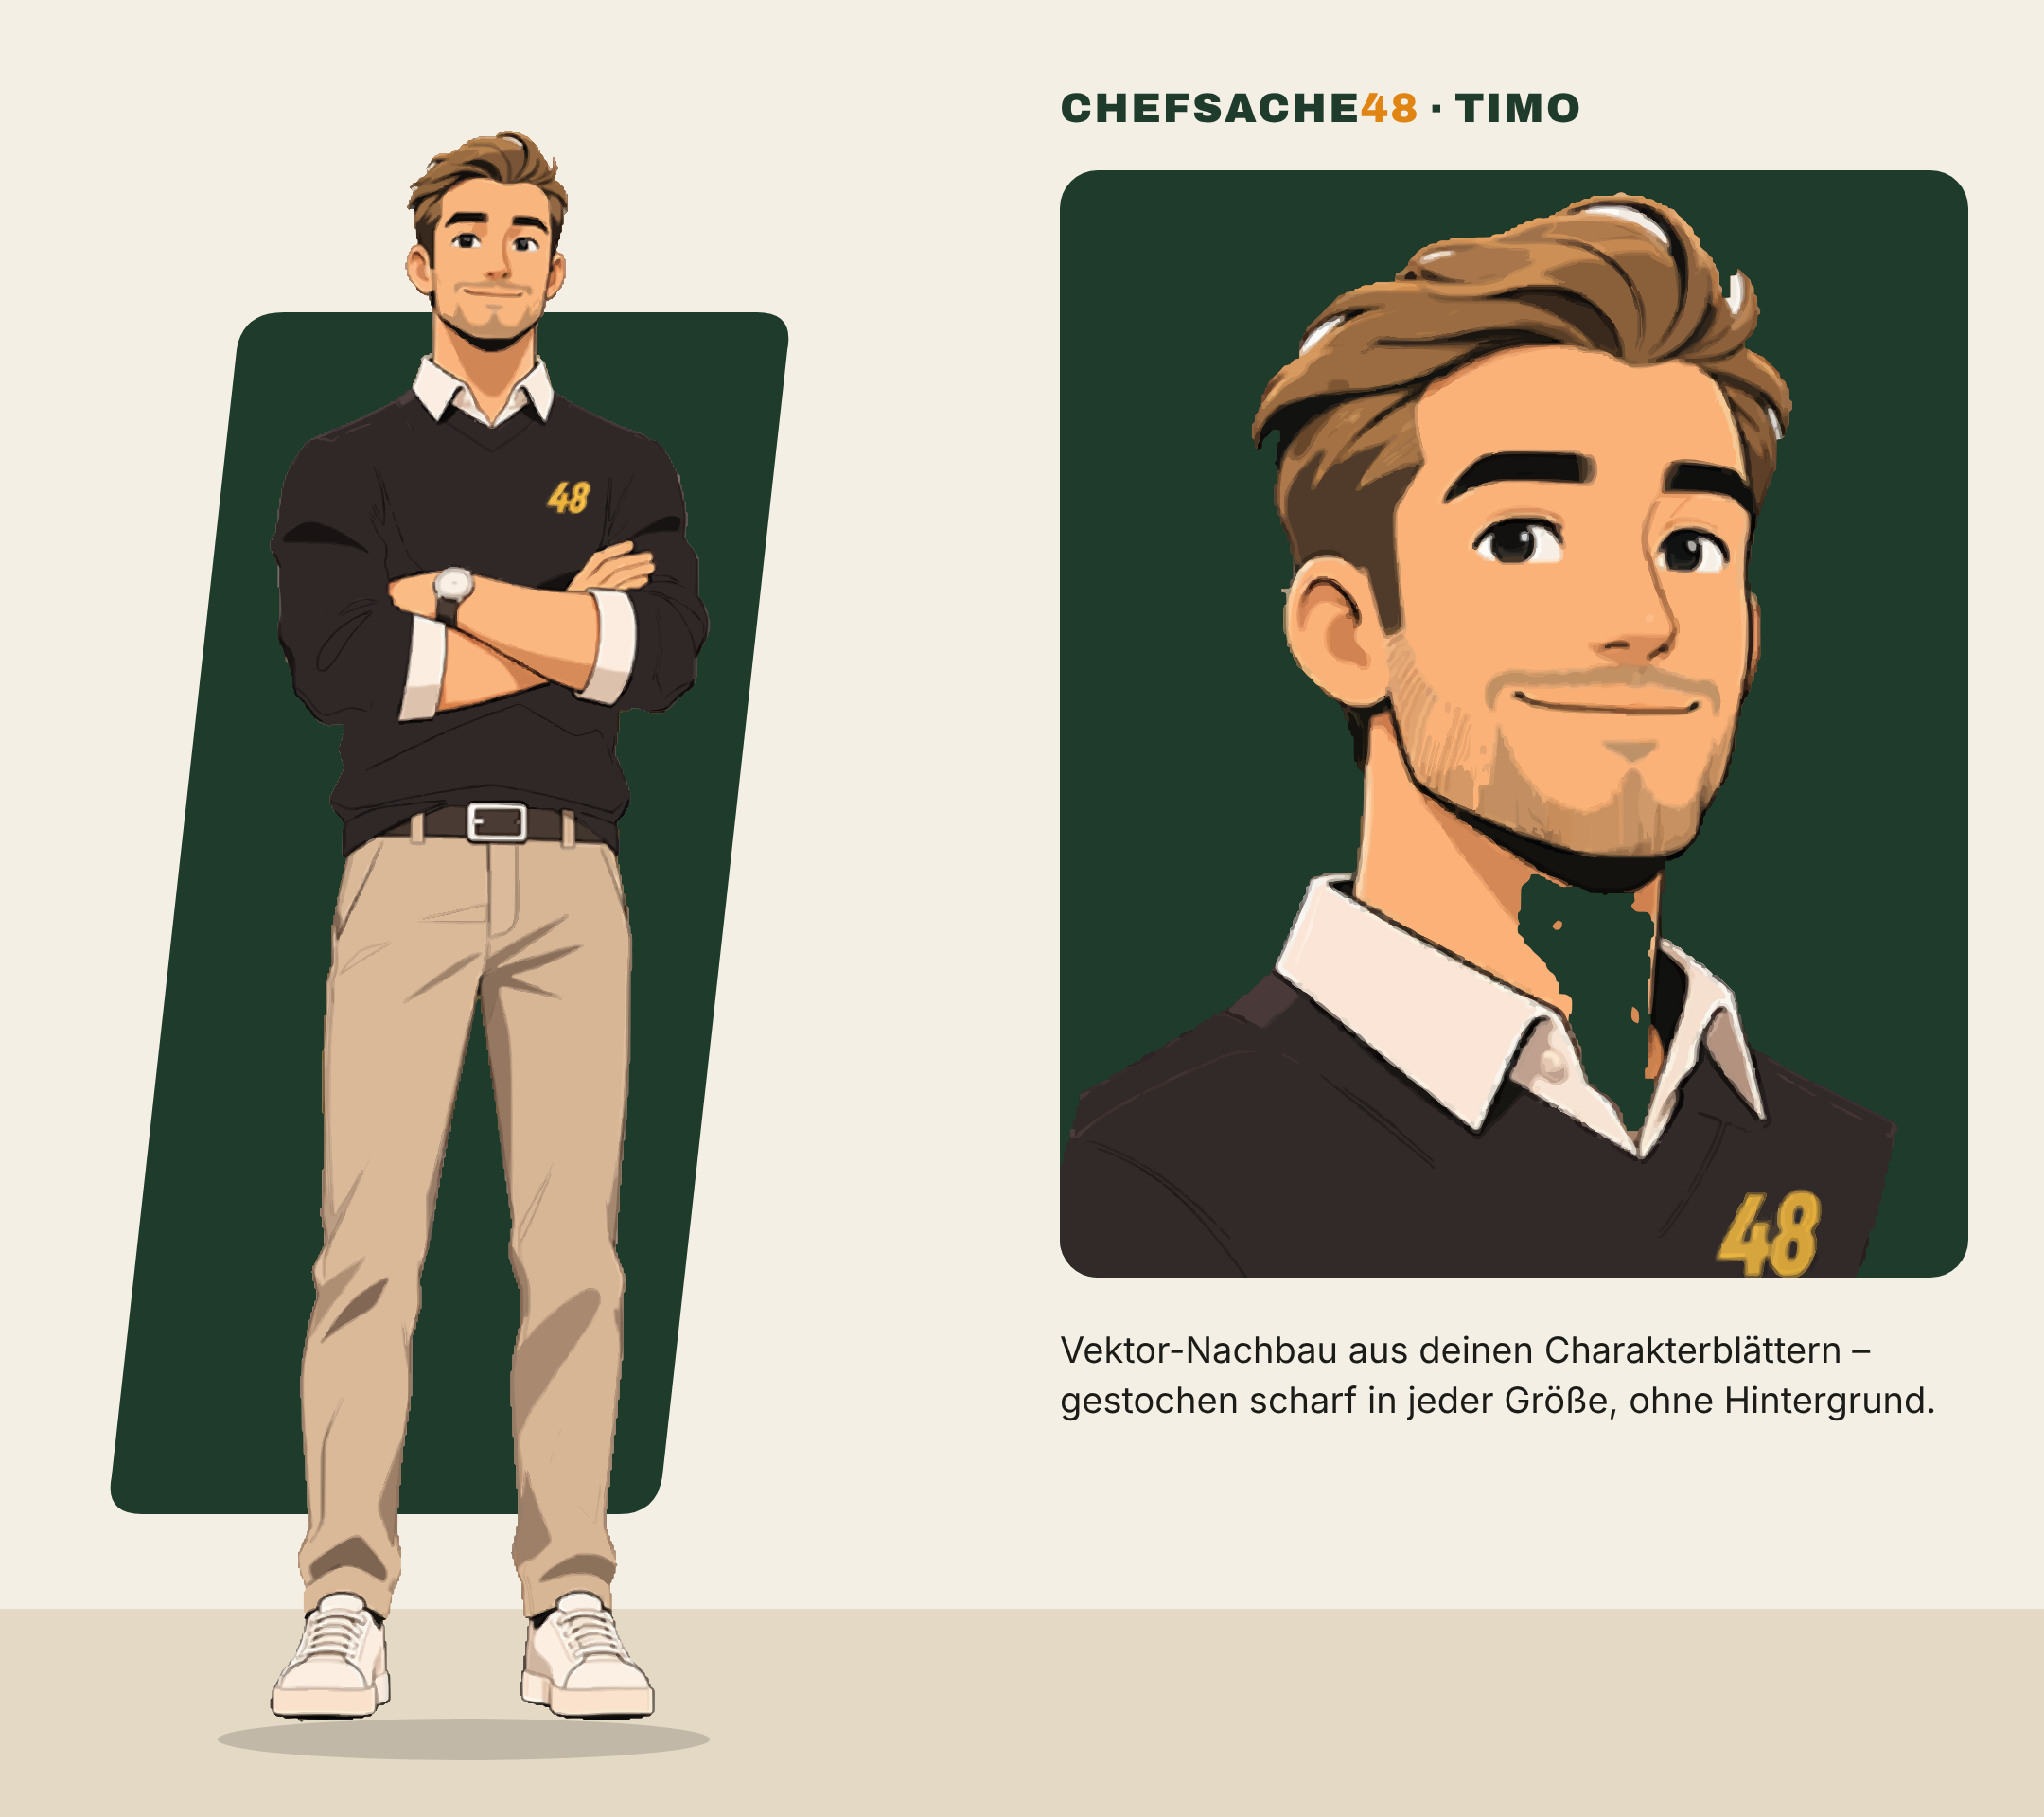 CHEFSACHE48 · TIMO
48
48
Vektor-Nachbau aus deinen Charakterblättern –
gestochen scharf in jeder Größe, ohne Hintergrund.